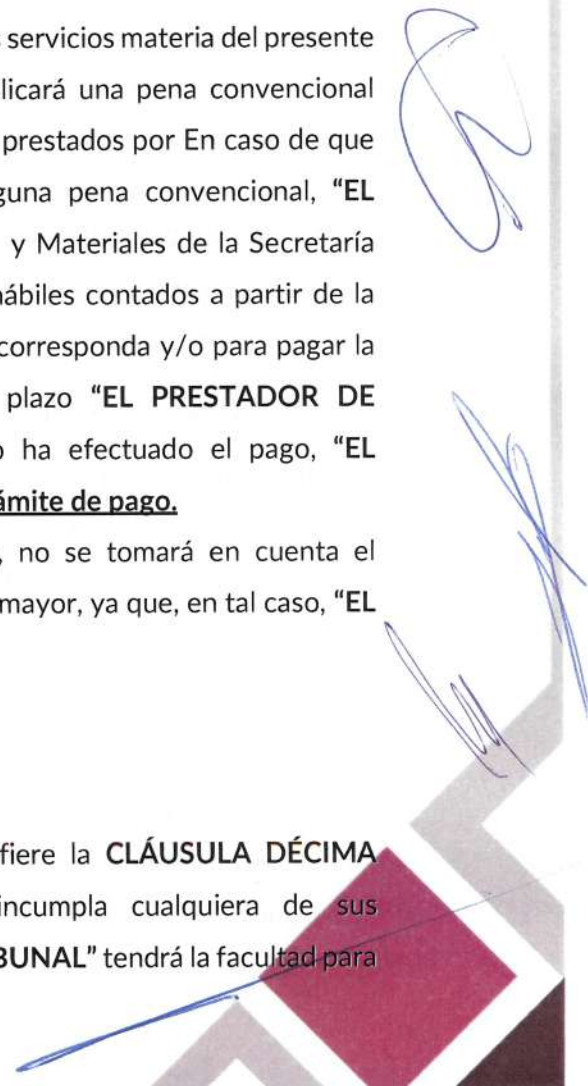 s servicios materia del presente
licará una pena convencional
prestados por En caso de que
guna pena convencional, “EL
y Materiales de la Secretaría
hábiles contados a partir de la
corresponda y/o para pagar la
plazo “EL PRESTADOR DE
o ha efectuado el pago, “EL
ámite de pago.
, no se tomará en cuenta el
mayor, ya que, en tal caso, “EL
fiere la CLÁUSULA DÉCIMA
incumpla cualquiera de sus
BUNAL” tendrá la facultad para